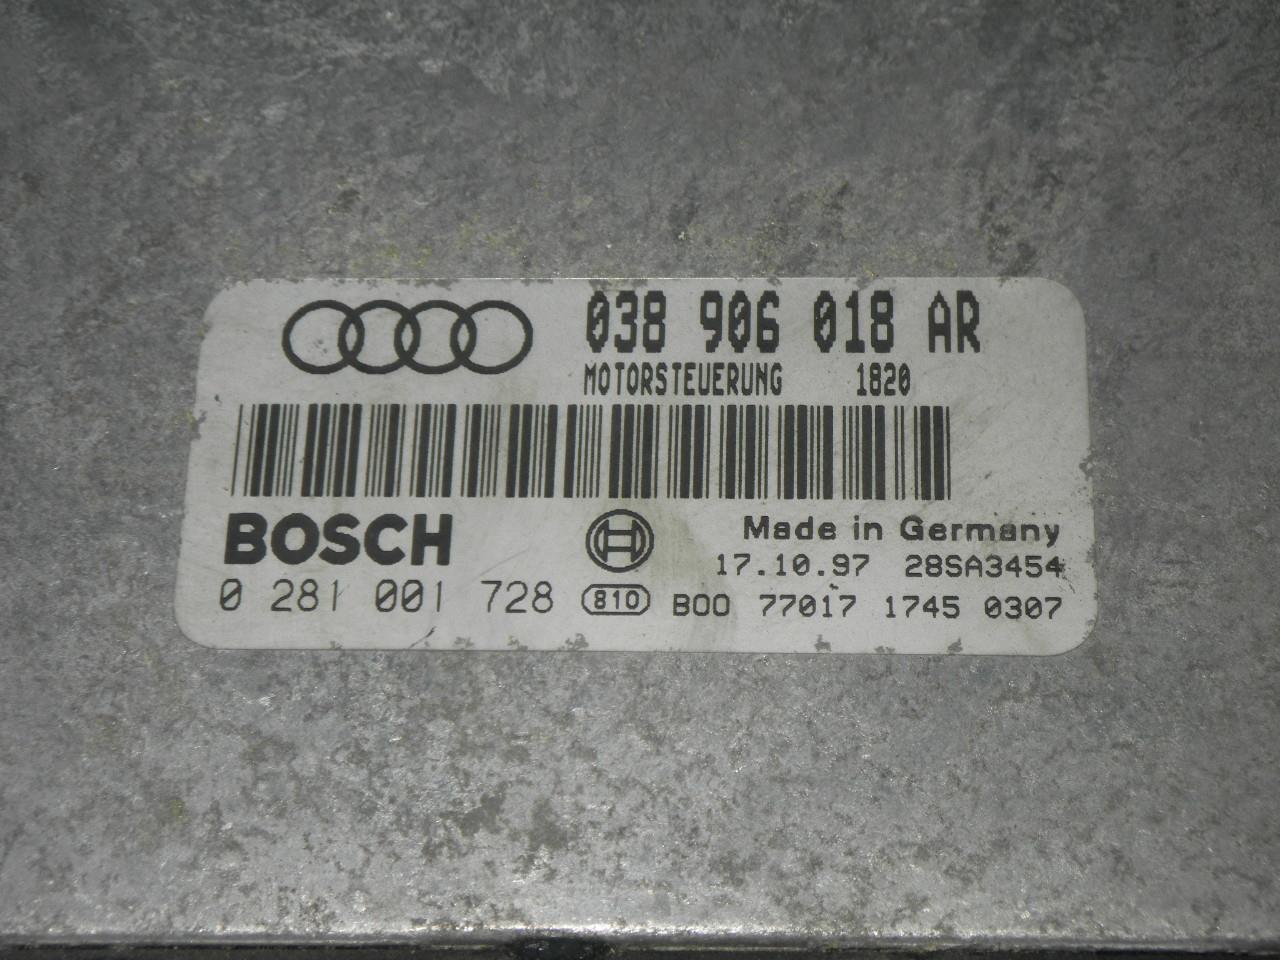 038 906 018 AR
MOTORSTEUERUNG 1820
BOSCH Made in Germany
17.10.97 28SA3454
0 281 001 728 810 B00 77017 1745 0307